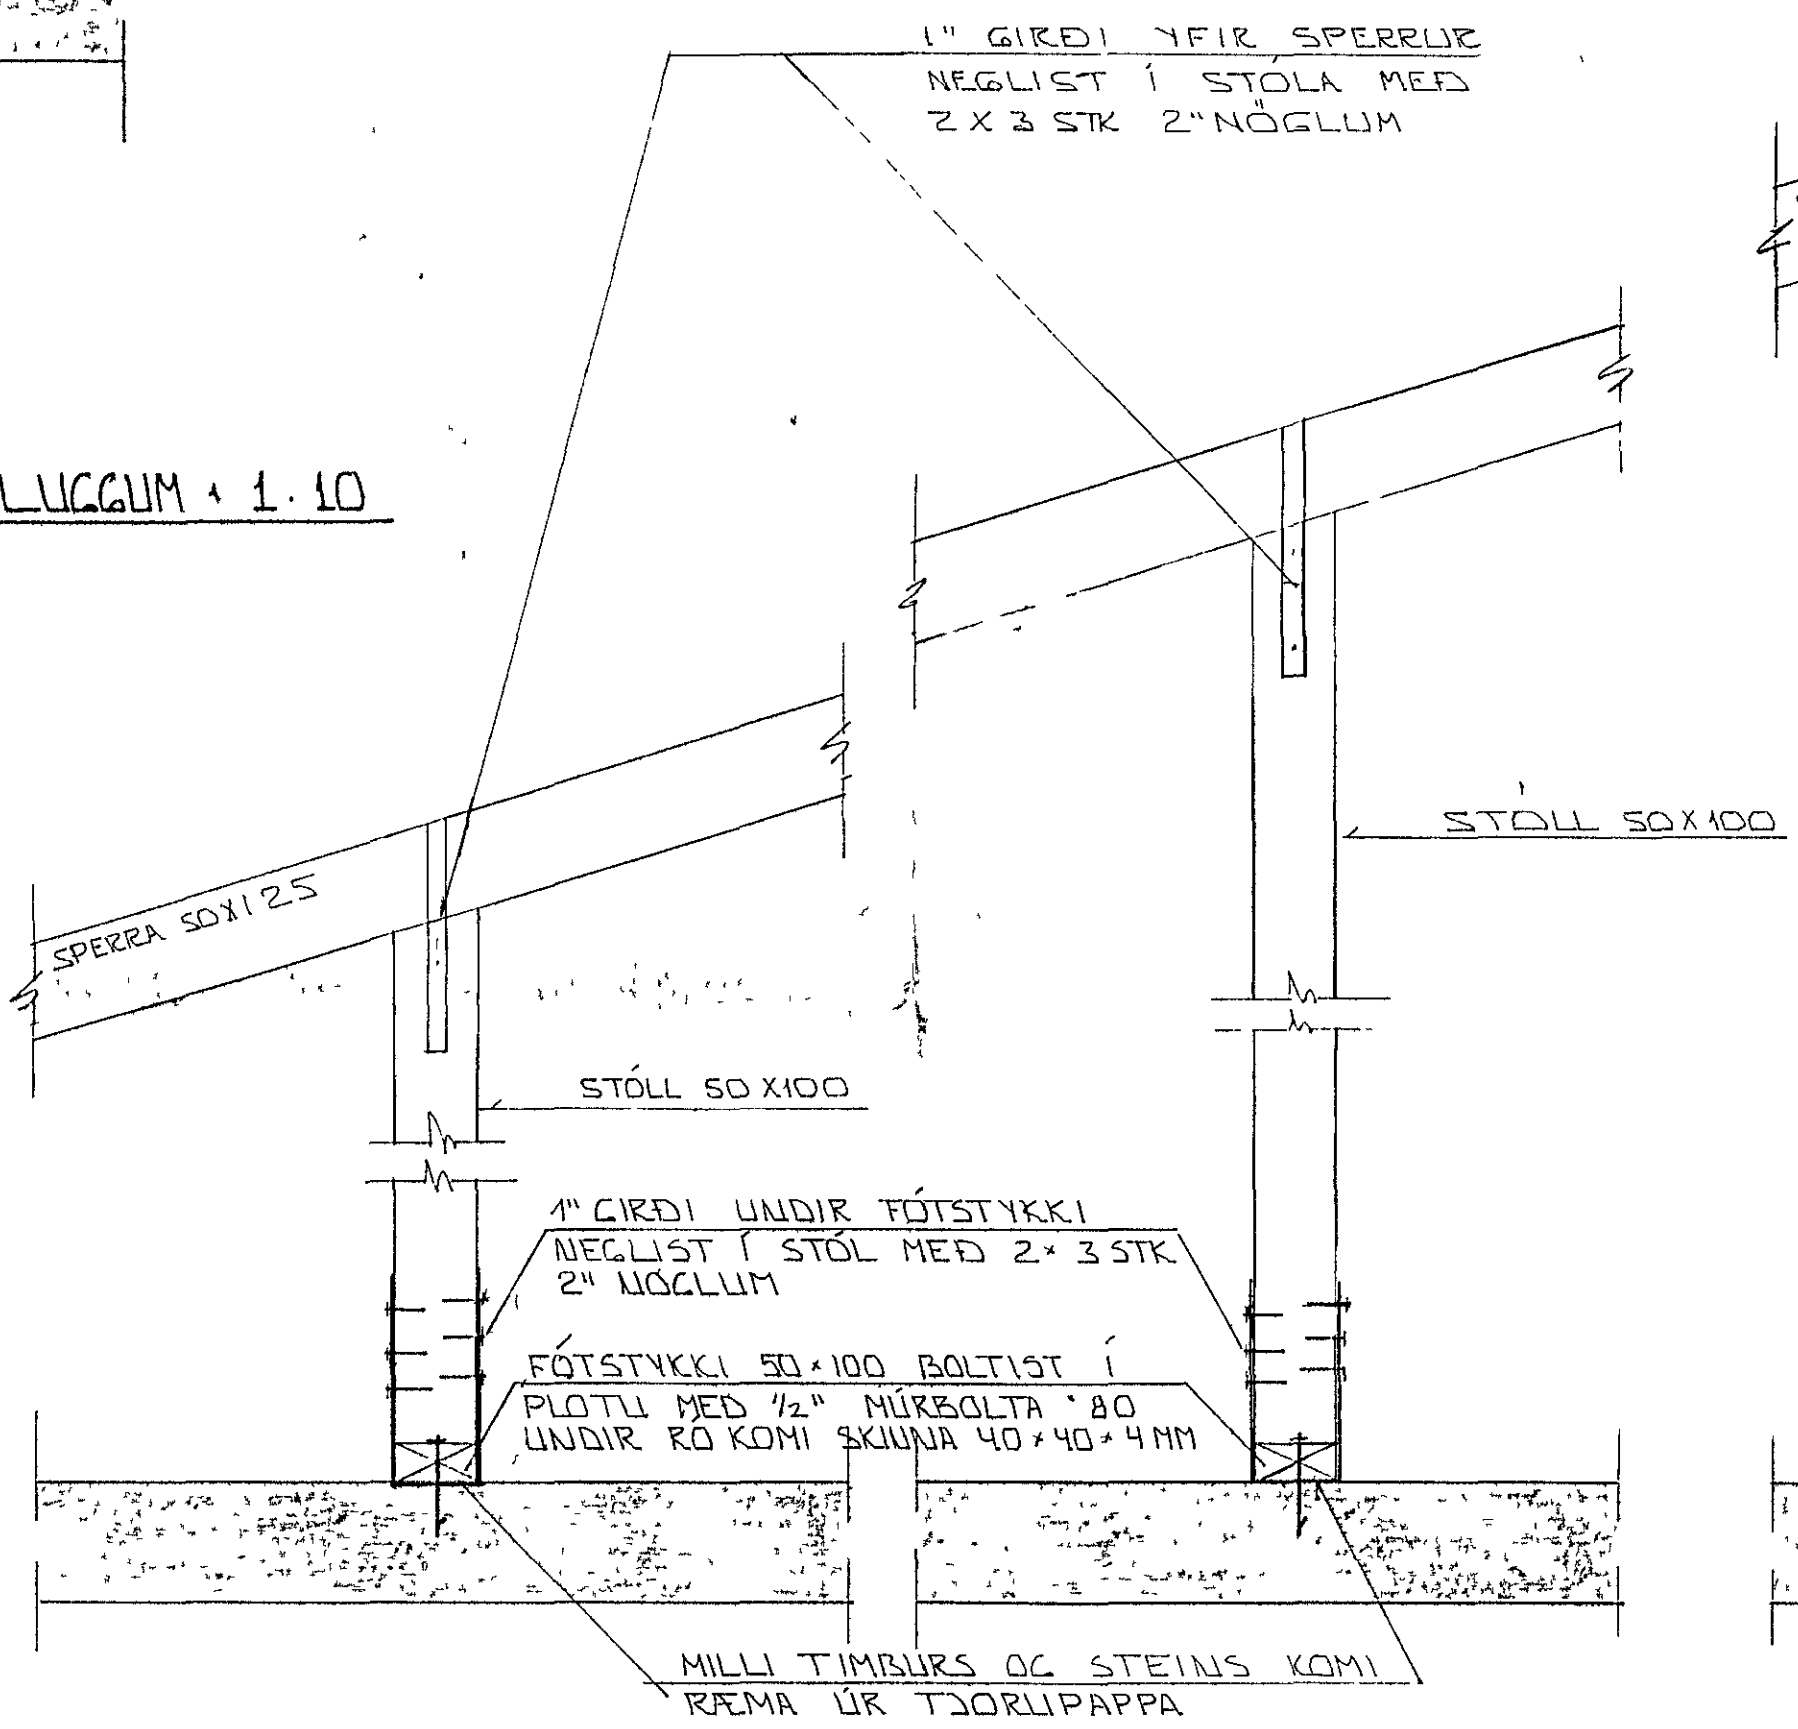 1" GIRÐI YFIR SPERRUR
NEGLIST Í STÓLA MEÐ
2 X 3 STK 2" NÖGLUM
LUGGUM · 1·10
STÓLL 50X100
SPERRA 50X125
STÓLL 50X100
1" GIRÐI UNDIR FÓTSTYKKI
NEGLIST Í STÓL MEÐ 2×3 STK
2" NÖGLUM
FÓTSTYKKI 50×100 BOLTIST Í
PLÖTU MEÐ 1/2" MÚRBOLTA ·80
UNDIR RÓ KOMI SKINNA 40×40×4 MM
MILLI TIMBURS OG STEINS KOMI
RÆMA ÚR TJÖRUPAPPA